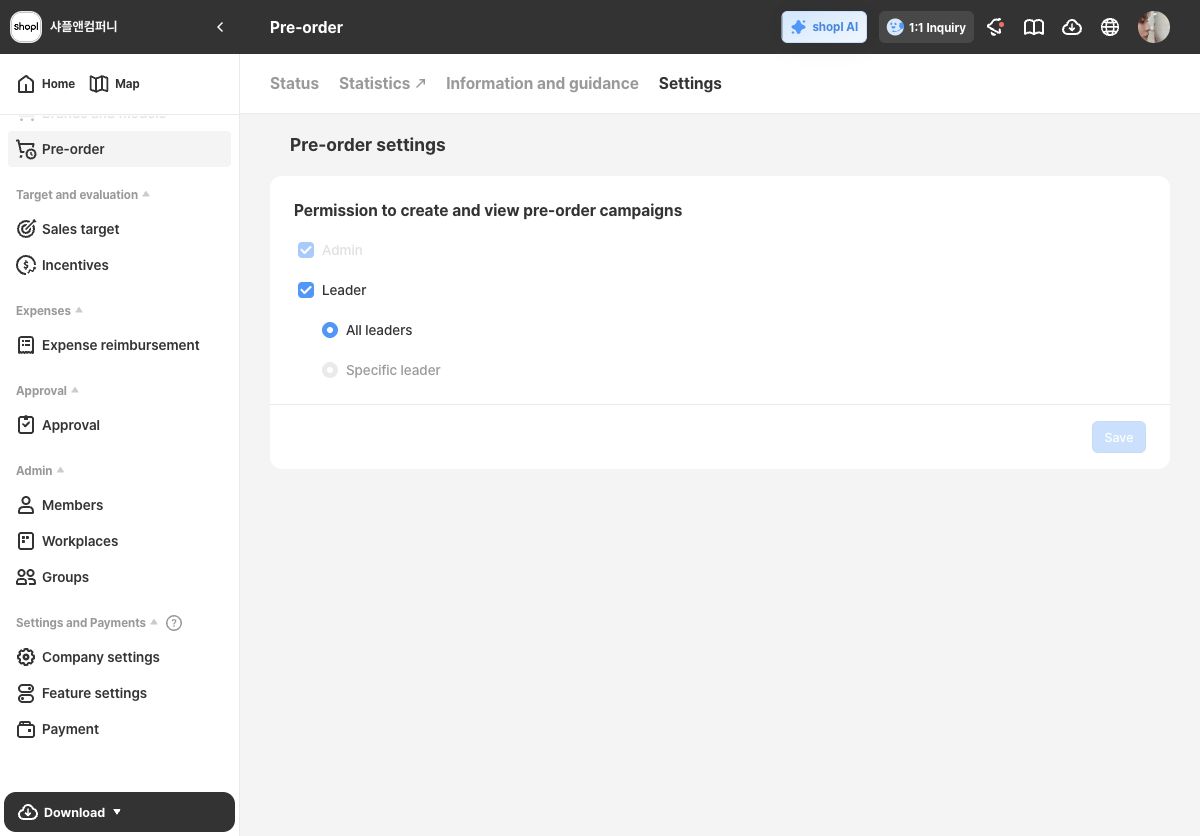 shopl
샤플앤컴퍼니
Pre-order
shopl AI
1:1 Inquiry
Home
Map
Status
Statistics
Information and guidance
Settings
Pre-order
Target and evaluation
Sales target
Incentives
Expenses
Expense reimbursement
Approval
Approval
Admin
Members
Workplaces
Groups
Settings and Payments ?
Company settings
Feature settings
Payment
Download
Pre-order settings
Permission to create and view pre-order campaigns
Admin
Leader
All leaders
Specific leader
Save